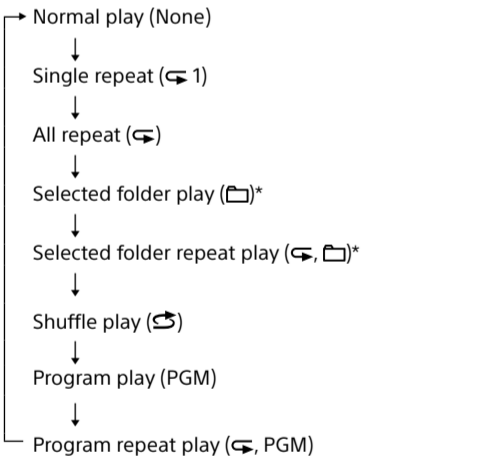 Normal play (None)
Single repeat (1)
All repeat ()
Selected folder play ()*
Selected folder repeat play (, )*
Shuffle play ()
Program play (PGM)
Program repeat play (, PGM)